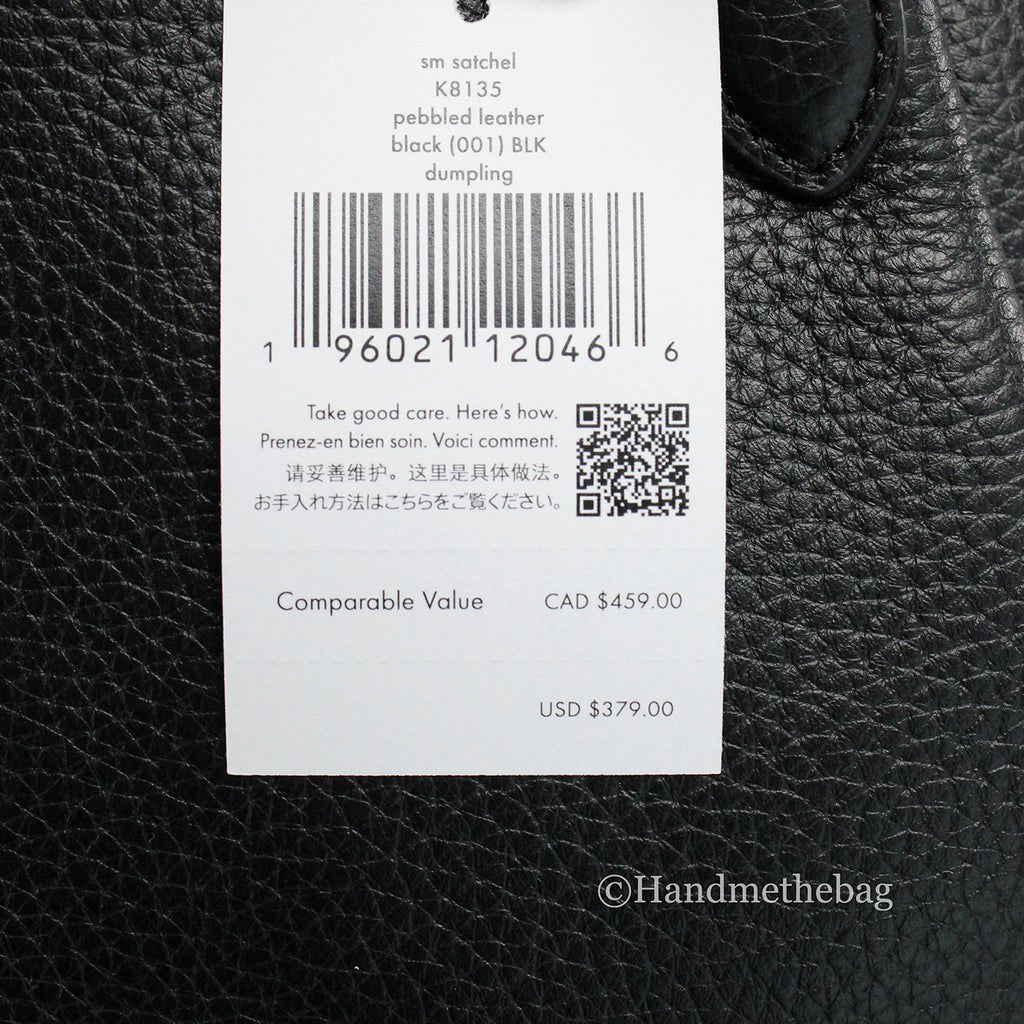 sm satchel
K8135
pebbled leather
black (001) BLK
dumpling
1 96021 12046 6
Take good care. Here's how.
Prenez-en bien soin. Voici comment.
请妥善维护。这里是具体做法。
お手入れ方法はこちらをご覧ください。
Comparable Value CAD $459.00
USD $379.00
©Handmethebag